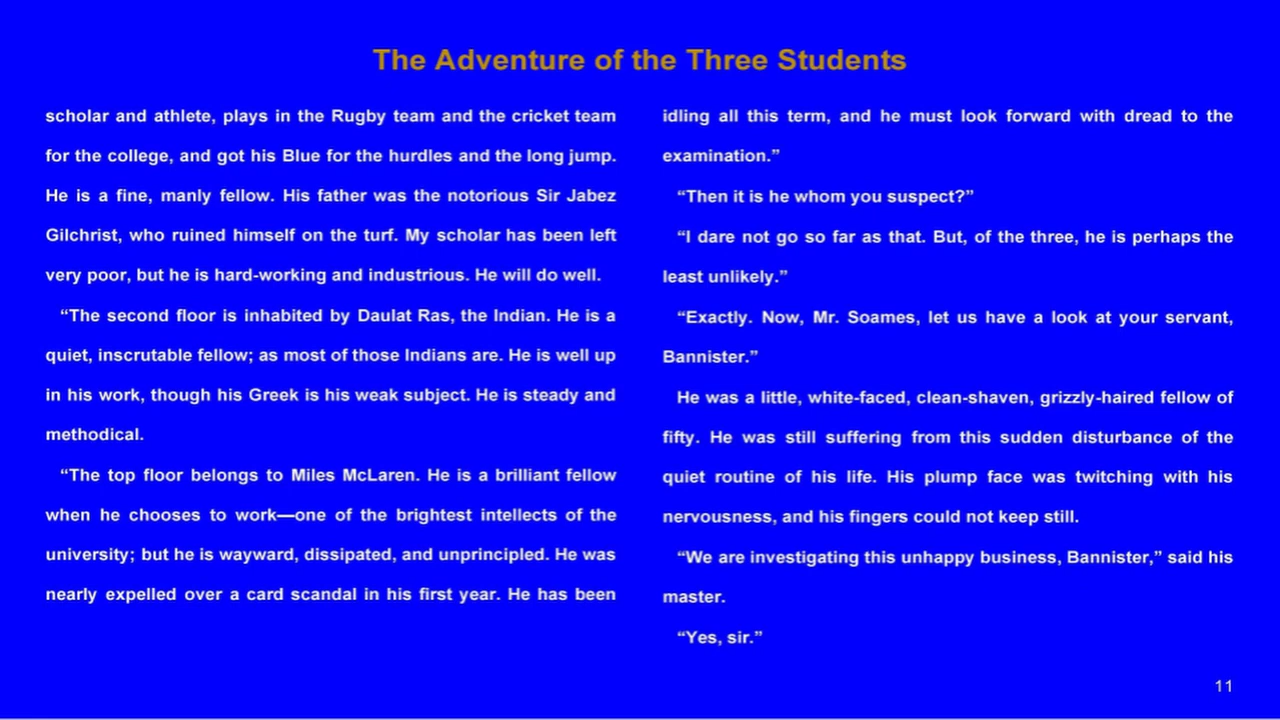 The Adventure of the Three Students
scholar and athlete, plays in the Rugby team and the cricket team
for the college, and got his Blue for the hurdles and the long jump.
He is a fine, manly fellow. His father was the notorious Sir Jabez
Gilchrist, who ruined himself on the turf. My scholar has been left
very poor, but he is hard-working and industrious. He will do well.
“The second floor is inhabited by Daulat Ras, the Indian. He is a
quiet, inscrutable fellow; as most of those Indians are. He is well up
in his work, though his Greek is his weak subject. He is steady and
methodical.
“The top floor belongs to Miles McLaren. He is a brilliant fellow
when he chooses to work—one of the brightest intellects of the
university; but he is wayward, dissipated, and unprincipled. He was
nearly expelled over a card scandal in his first year. He has been
idling all this term, and he must look forward with dread to the
examination.”
“Then it is he whom you suspect?”
“I dare not go so far as that. But, of the three, he is perhaps the
least unlikely.”
“Exactly. Now, Mr. Soames, let us have a look at your servant,
Bannister.”
He was a little, white-faced, clean-shaven, grizzly-haired fellow of
fifty. He was still suffering from this sudden disturbance of the
quiet routine of his life. His plump face was twitching with his
nervousness, and his fingers could not keep still.
“We are investigating this unhappy business, Bannister,” said his
master.
“Yes, sir.”
11